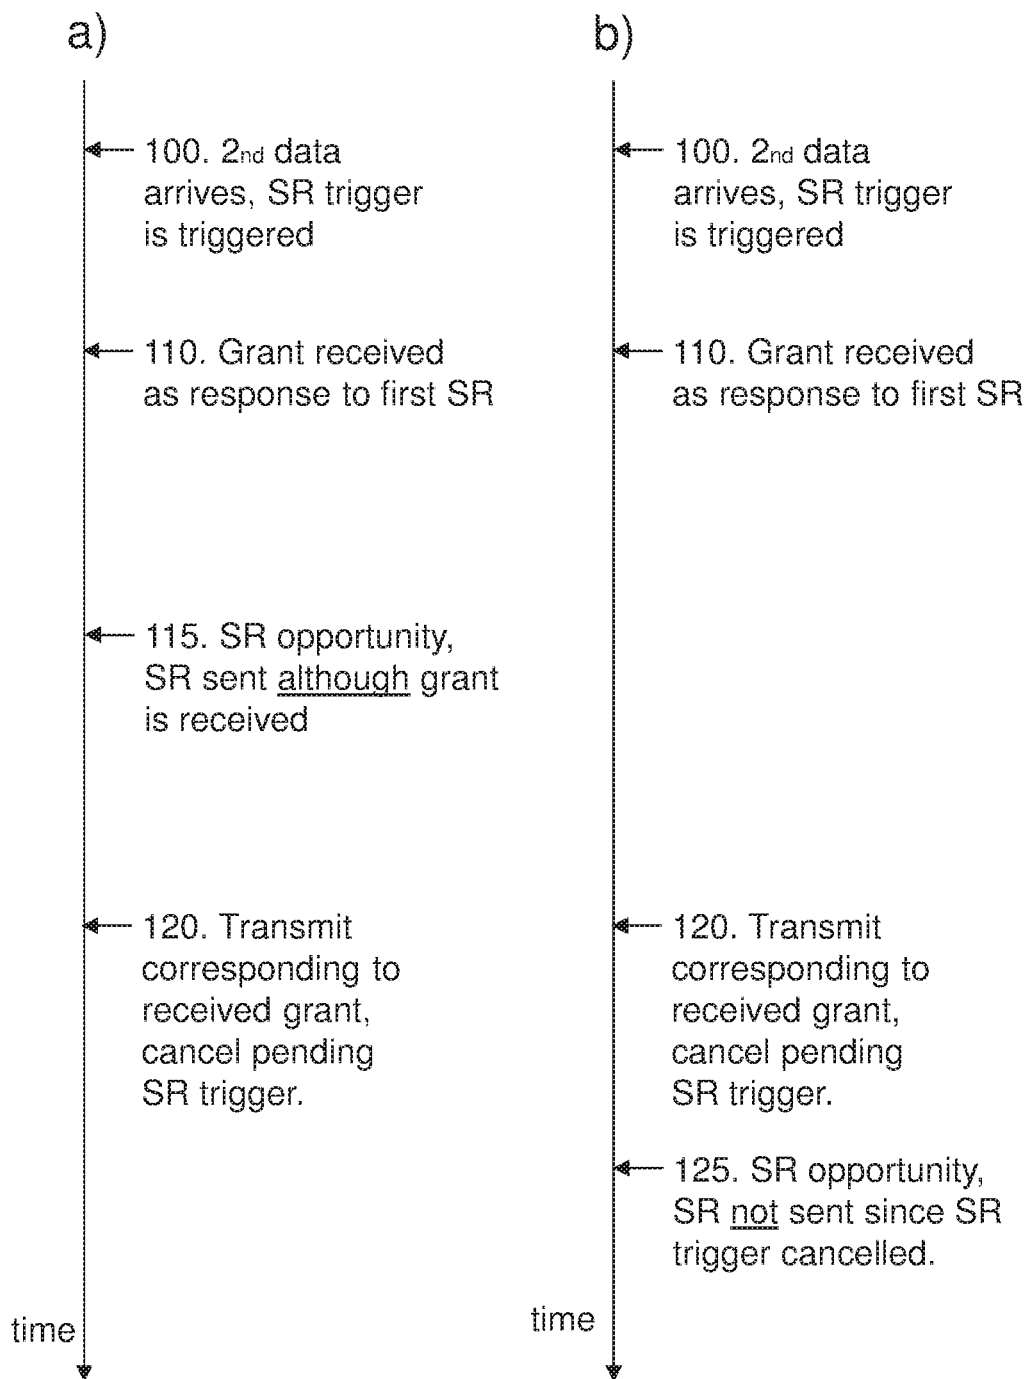 a)
100. 2nd data
arrives, SR trigger
is triggered
110. Grant received
as response to first SR
115. SR opportunity,
SR sent although grant
is received
120. Transmit
corresponding to
received grant,
cancel pending
SR trigger.
time
b)
100. 2nd data
arrives, SR trigger
is triggered
110. Grant received
as response to first SR
120. Transmit
corresponding to
received grant,
cancel pending
SR trigger.
125. SR opportunity,
SR not sent since SR
trigger cancelled.
time